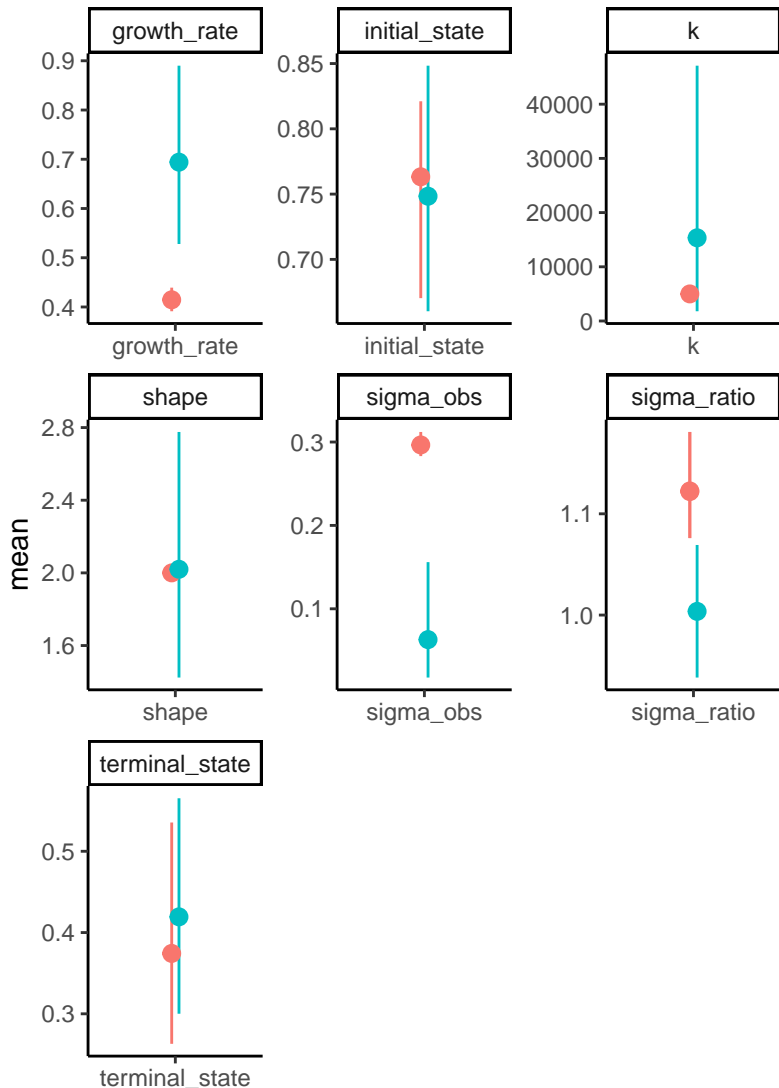 growth_rate
initial_state
k
0.9
0.8
0.7
0.6
0.5
0.4
growth_rate
0.85
0.80
0.75
0.70
initial_state
40000
30000
20000
10000
0
k
mean
shape
sigma_obs
sigma_ratio
2.8
2.4
2.0
1.6
shape
0.3
0.2
0.1
sigma_obs
1.1
1.0
sigma_ratio
terminal_state
0.5
0.4
0.3
terminal_state